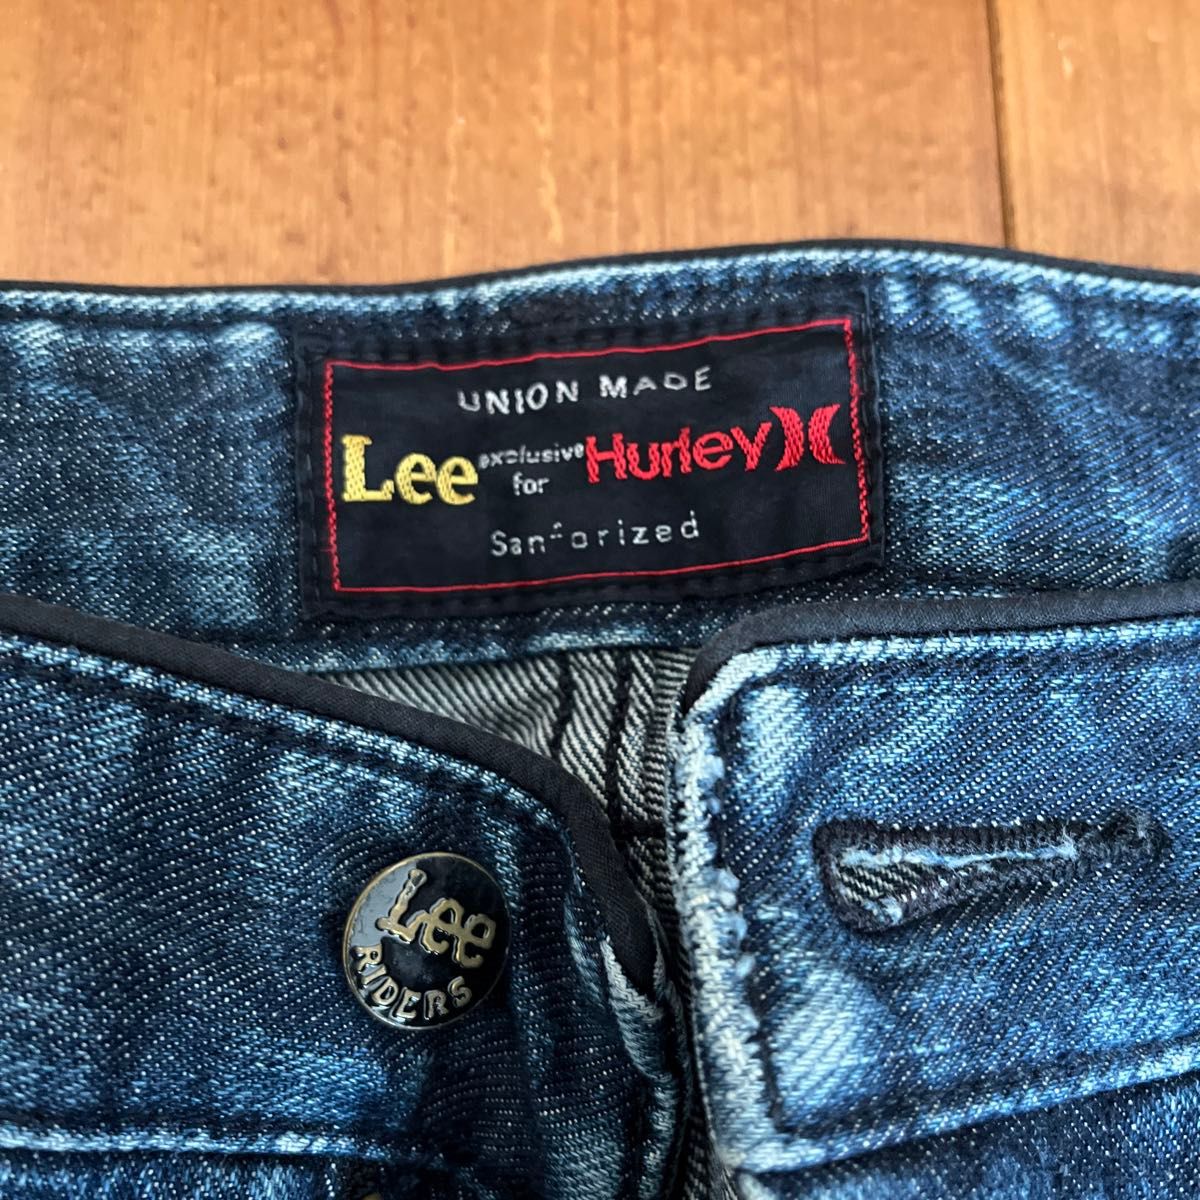 UNION MADE
Lee exclusive for Hurley
Sanforized
Lee
RIDERS